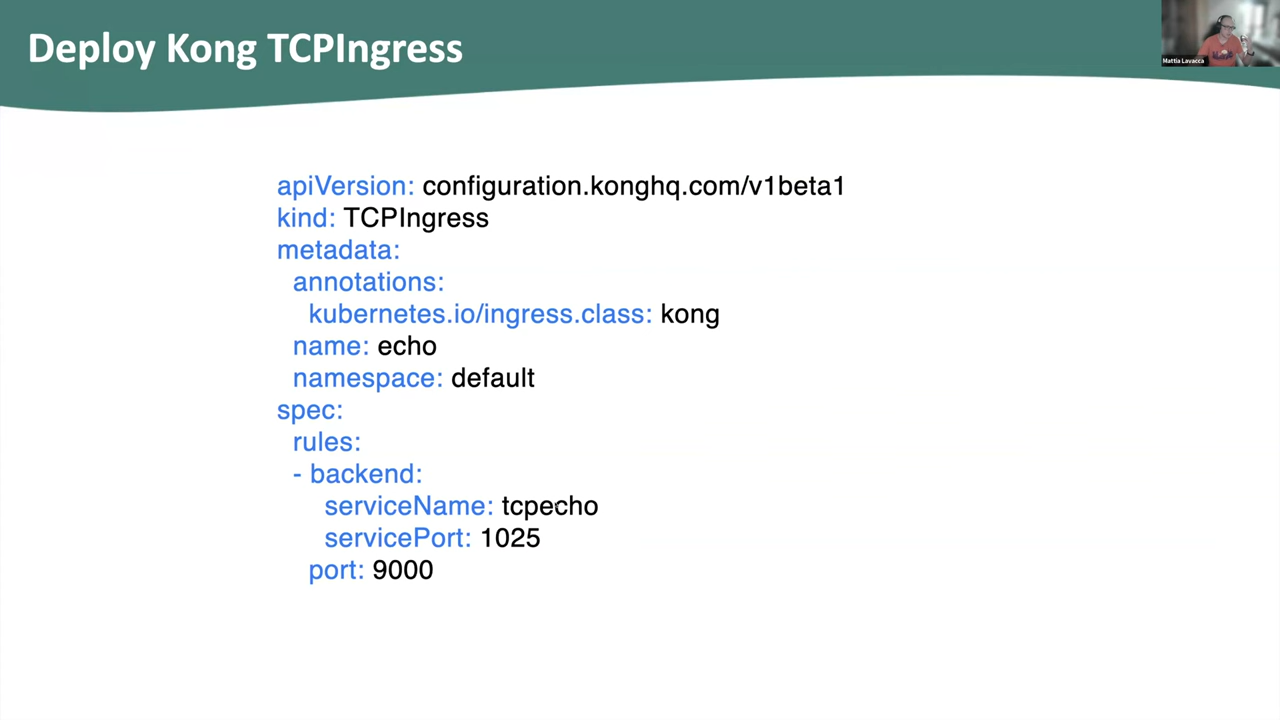 Deploy Kong TCPIngress
Mattia Lavacca
apiVersion: configuration.konghq.com/v1beta1
kind: TCPIngress
metadata:
  annotations:
    kubernetes.io/ingress.class: kong
  name: echo
  namespace: default
spec:
  rules:
  - backend:
      serviceName: tcpecho
      servicePort: 1025
    port: 9000